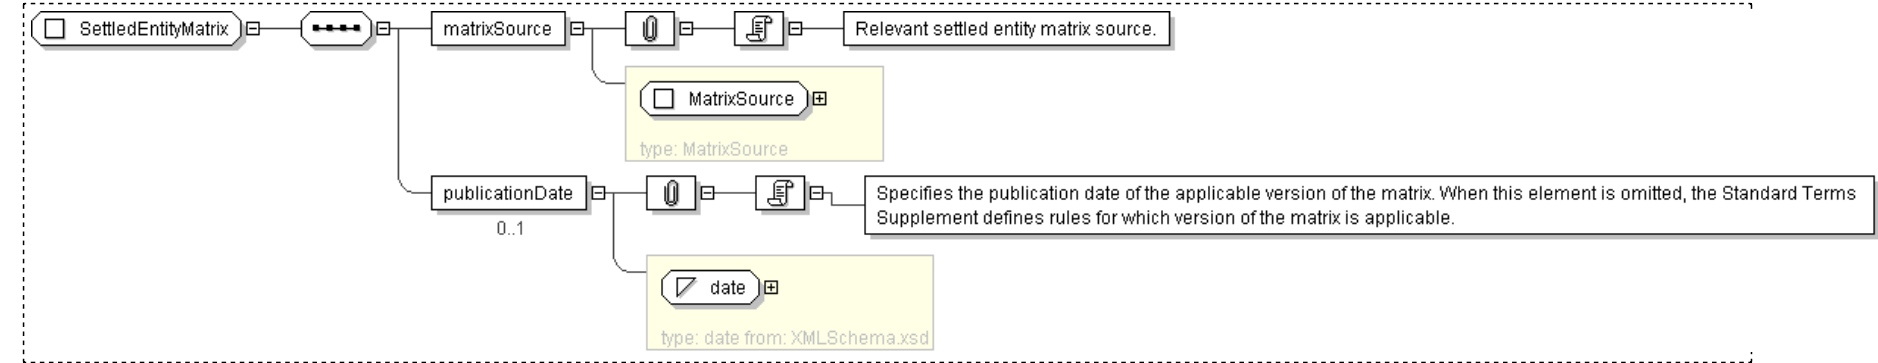 SettledEntityMatrix
matrixSource
Relevant settled entity matrix source.
MatrixSource
type: MatrixSource
publicationDate
0..1
Specifies the publication date of the applicable version of the matrix. When this element is omitted, the Standard Terms
Supplement defines rules for which version of the matrix is applicable.
date
type: date from: XMLSchema.xsd